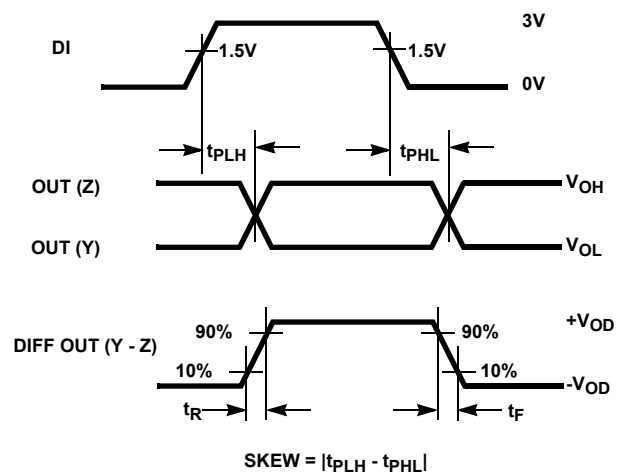 3V
DI
1.5V
1.5V
0V
tPLH
tPHL
OUT (Z)
VOH
OUT (Y)
VOL
+VOD
90%
90%
DIFF OUT (Y - Z)
10%
10%
-VOD
tR
tF
SKEW = |tPLH - tPHL|